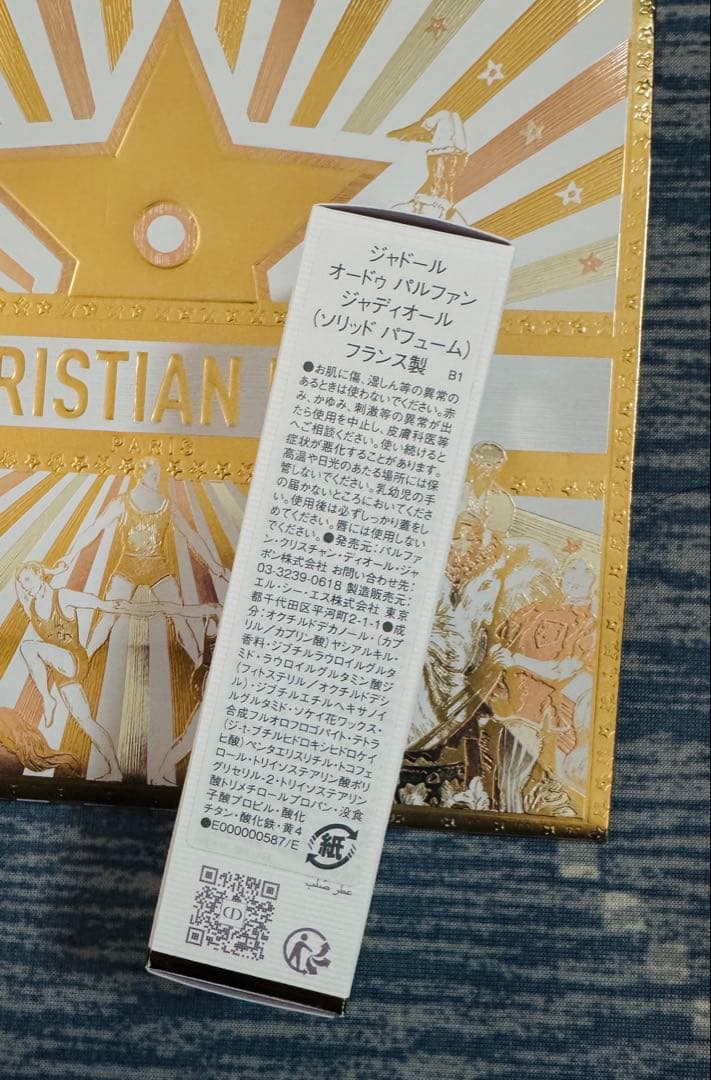 RISTIAN
PARIS
ジャドール
オードゥ パルファン
ジャディオール
(ソリッド パフューム)
フランス製 B1
●お肌に傷、湿しん等の異常の
あるときは使わないでください。赤
み、かゆみ、刺激等の異常が出
たら使用を中止し、皮膚科医等
へご相談ください。使い続けると
症状が悪化することがあります。
高温や日光のあたる場所には保
管しないでください。乳幼児の手
の届かないところにおいてくださ
い。使用後は必ずしっかり蓋をし
めてください。唇には使用しない
でください。●発売元:パルファ
ン・クリスチャン・ディオール・ジャ
ポン株式会社 お問い合わせ先:
03-3239-0618 製造販売元:
エル・シー・エス株式会社 東京
都千代田区平河町2-1-1●成
分:オクチルドデカノール・(カプ
リル/カプリン酸)ヤシアルキル・
香料・ジブチルラウロイルグルタ
ミド・ラウロイルグルタミン酸ジ
(フィトステリル/オクチルドデシ
ル)・ジブチルエチルヘキサノイ
ルグルタミド・ソケイ花ワックス・
合成フルオロフロゴパイト・テトラ
(ジ-t-ブチルヒドロキシヒドロケイ
ヒ酸)ペンタエリスリチル・トコフェ
ロール・トリイソステアリン酸ポリ
グリセリル-2・トリイソステアリン
酸トリメチロールプロパン・没食
子酸プロピル・酸化
チタン・酸化鉄・黄4
●E000000587/E
紙
عطر صلب
CD